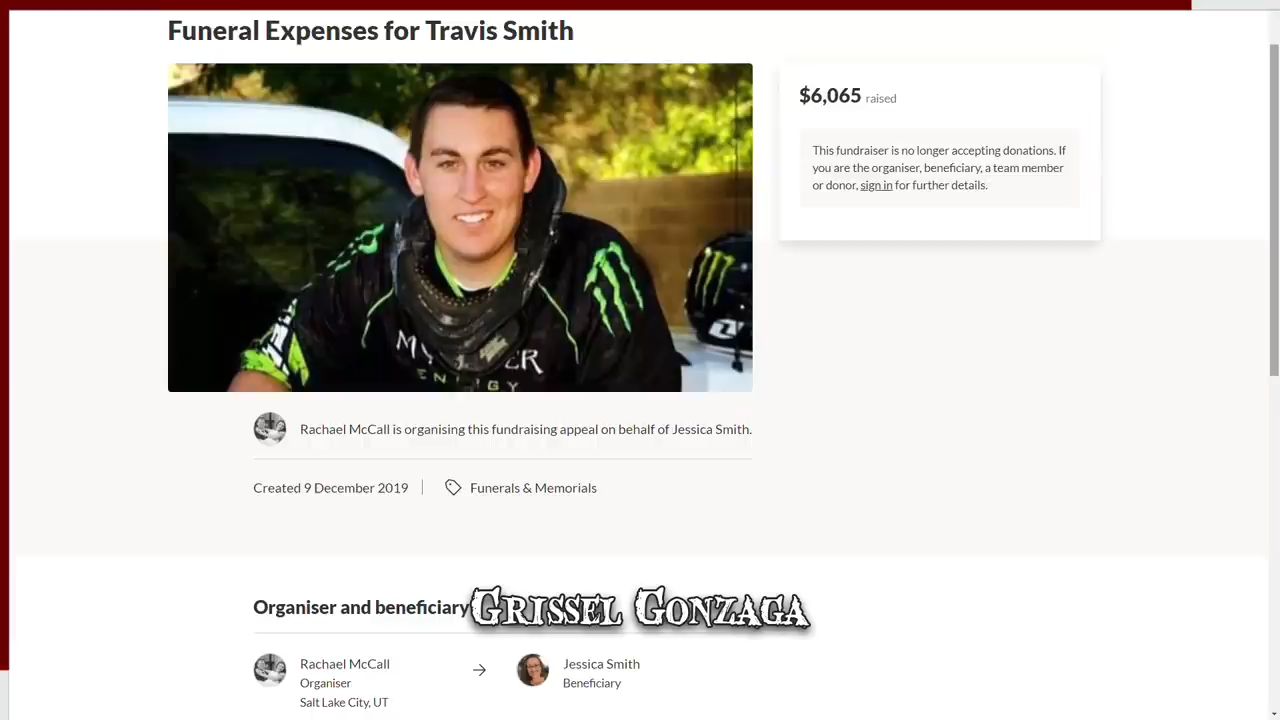 Funeral Expenses for Travis Smith
$6,065 raised
This fundraiser is no longer accepting donations. If
you are the organiser, beneficiary, a team member
or donor, sign in for further details.
Rachael McCall is organising this fundraising appeal on behalf of Jessica Smith.
Created 9 December 2019
Funerals & Memorials
Organiser and beneficiary
Grissel Gonzaga
Rachael McCall
Organiser
Salt Lake City, UT
Jessica Smith
Beneficiary